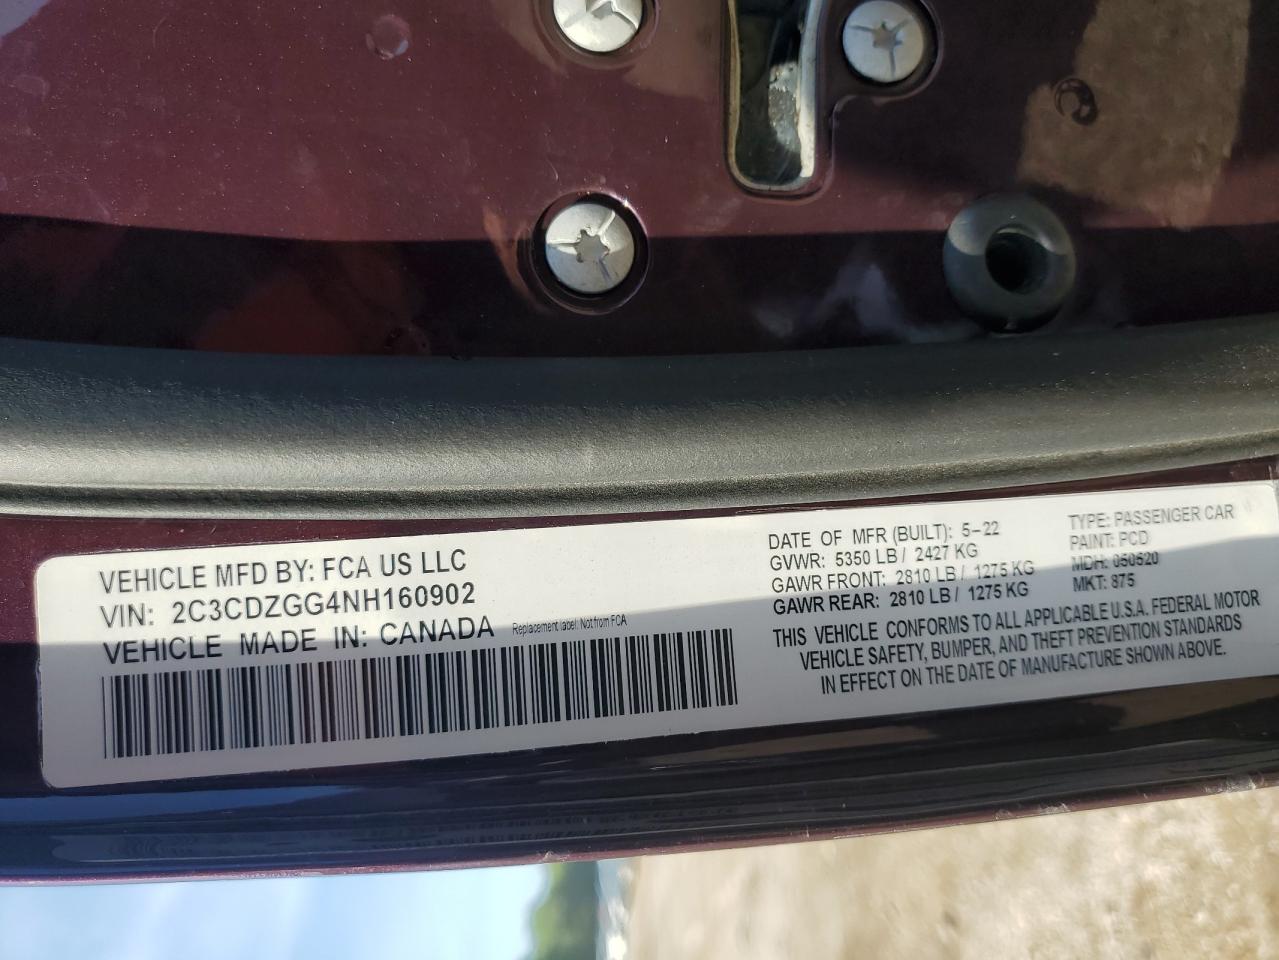 VEHICLE MFD BY: FCA US LLC
VIN: 2C3CDZGG4NH160902
VEHICLE MADE IN: CANADA
Replacement label: Not from FCA
DATE OF MFR (BUILT): 5-22
GVWR: 5350 LB / 2427 KG
GAWR FRONT: 2810 LB / 1275 KG
GAWR REAR: 2810 LB / 1275 KG
TYPE: PASSENGER CAR
PAINT: PCD
MDH: 050520
MKT: 875
THIS VEHICLE CONFORMS TO ALL APPLICABLE U.S.A. FEDERAL MOTOR
VEHICLE SAFETY, BUMPER, AND THEFT PREVENTION STANDARDS
IN EFFECT ON THE DATE OF MANUFACTURE SHOWN ABOVE.